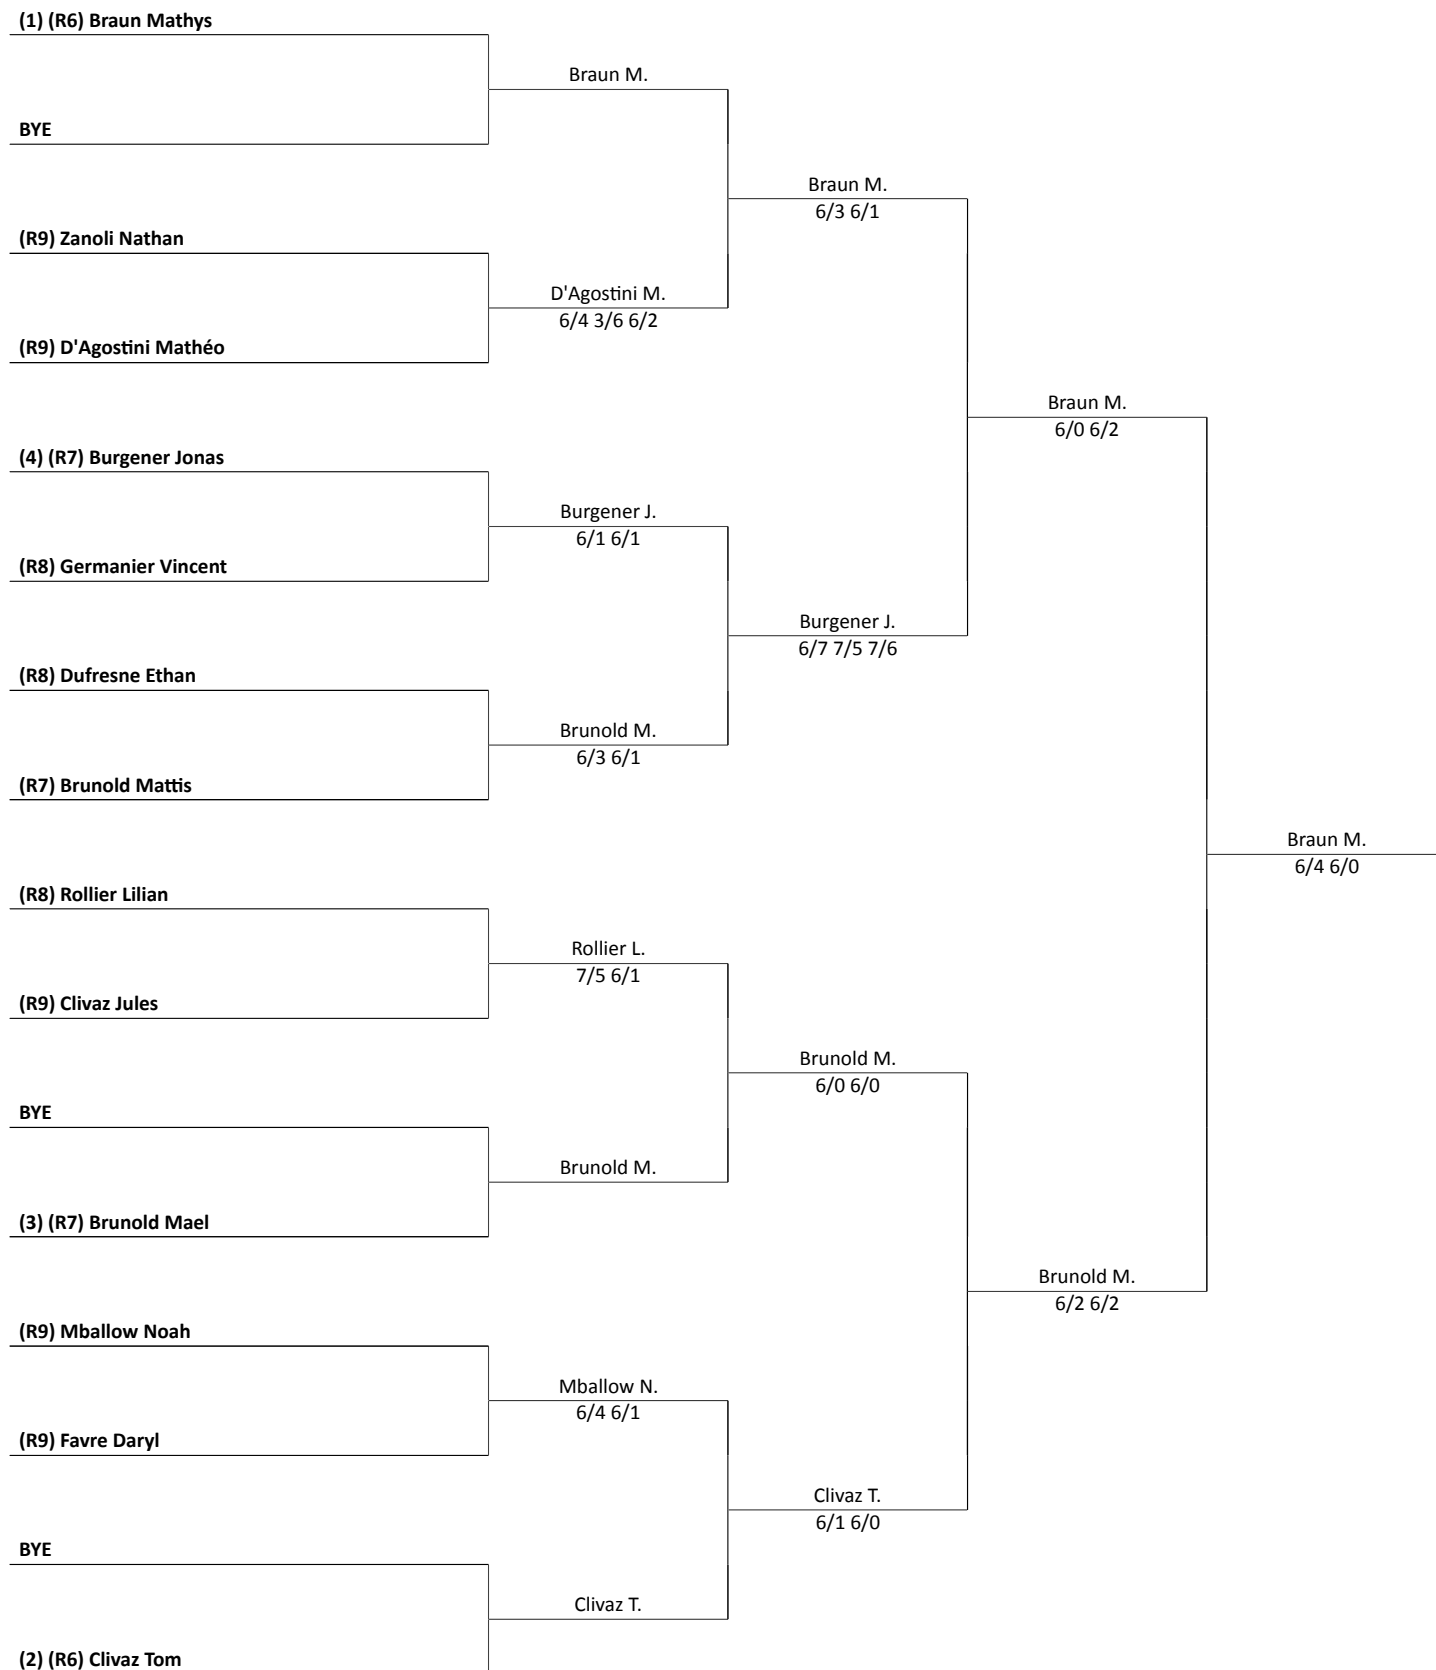 (1) (R6) Braun Mathys
Braun M.
BYE
Braun M.
6/3 6/1
(R9) Zanoli Nathan
D'Agostini M.
6/4 3/6 6/2
(R9) D'Agostini Mathéo
Braun M.
6/0 6/2
(4) (R7) Burgener Jonas
Burgener J.
6/1 6/1
(R8) Germanier Vincent
Burgener J.
6/7 7/5 7/6
(R8) Dufresne Ethan
Brunold M.
6/3 6/1
(R7) Brunold Mattis
Braun M.
6/4 6/0
(R8) Rollier Lilian
Rollier L.
7/5 6/1
(R9) Clivaz Jules
Brunold M.
6/0 6/0
BYE
Brunold M.
(3) (R7) Brunold Mael
Brunold M.
6/2 6/2
(R9) Mballow Noah
Mballow N.
6/4 6/1
(R9) Favre Daryl
Clivaz T.
6/1 6/0
BYE
Clivaz T.
(2) (R6) Clivaz Tom